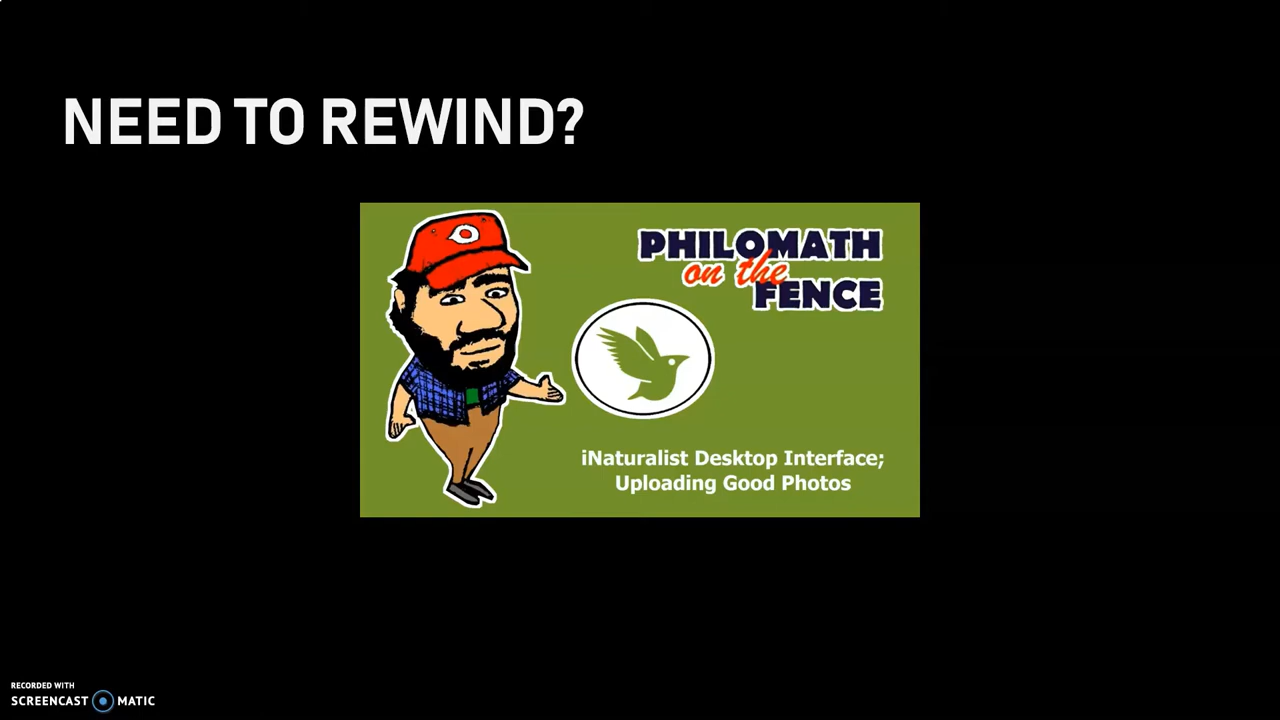 NEED TO REWIND?
PHILOMATH
on the
FENCE
iNaturalist Desktop Interface;
Uploading Good Photos
RECORDED WITH
SCREENCAST MATIC